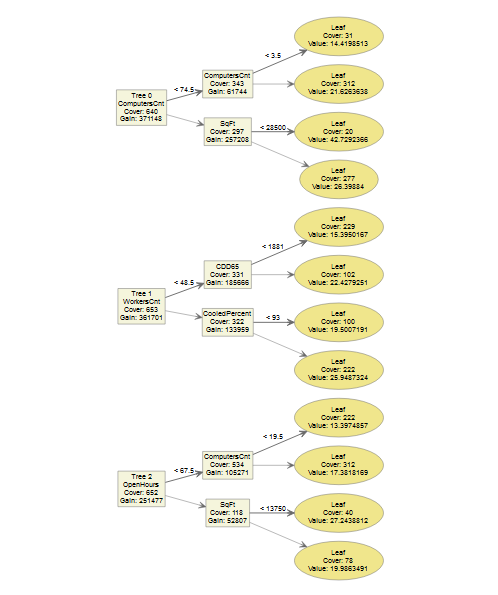 Tree 0
ComputersCnt
Cover: 640
Gain: 371148
< 74.5
ComputersCnt
Cover: 343
Gain: 61744
< 3.5
Leaf
Cover: 31
Value: 14.4198513
Leaf
Cover: 312
Value: 21.6263638
SqFt
Cover: 297
Gain: 257208
< 28500
Leaf
Cover: 20
Value: 42.7292366
Leaf
Cover: 277
Value: 26.39884
Tree 1
WorkersCnt
Cover: 653
Gain: 361701
< 48.5
CDD65
Cover: 331
Gain: 185666
< 1881
Leaf
Cover: 229
Value: 15.3950167
Leaf
Cover: 102
Value: 22.4279251
CooledPercent
Cover: 322
Gain: 133959
< 93
Leaf
Cover: 100
Value: 19.5007191
Leaf
Cover: 222
Value: 25.9487324
Tree 2
OpenHours
Cover: 652
Gain: 251477
< 67.5
ComputersCnt
Cover: 534
Gain: 105271
< 19.5
Leaf
Cover: 222
Value: 13.3974857
Leaf
Cover: 312
Value: 17.3818169
SqFt
Cover: 118
Gain: 52807
< 13750
Leaf
Cover: 40
Value: 27.2438812
Leaf
Cover: 78
Value: 19.9863491